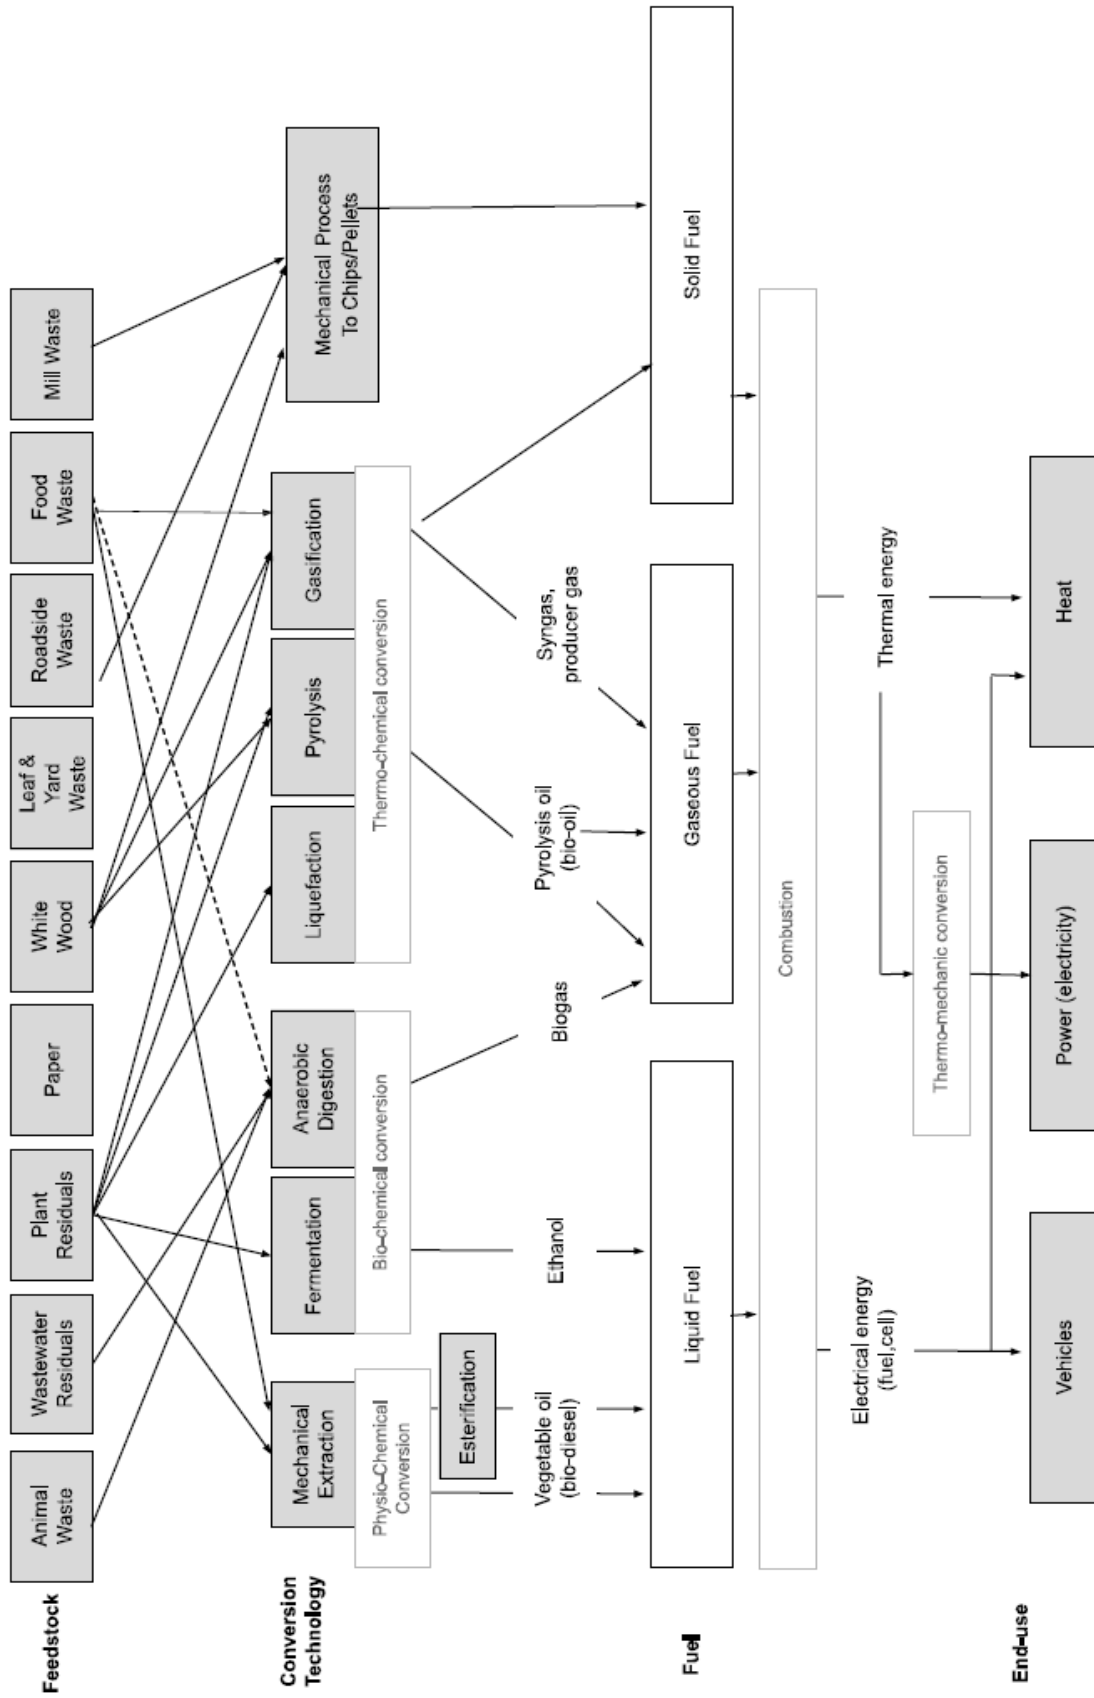 Feedstock
Animal
Waste
Wastewater
Residuals
Plant
Residuals
Paper
White
Wood
Leaf &
Yard
Waste
Roadside
Waste
Food
Waste
Mill Waste
Conversion
Technology
Mechanical
Extraction
Physio-Chemical
Conversion
Esterification
Fermentation
Anaerobic
Digestion
Bio-chemical conversion
Liquefaction
Pyrolysis
Gasification
Thermo-chemical conversion
Mechanical Process
To Chips/Pellets
Vegetable oil
(bio-diesel)
Ethanol
Biogas
Pyrolysis oil
(bio-oil)
Syngas,
producer gas
Fuel
Liquid Fuel
Gaseous Fuel
Solid Fuel
Combustion
Electrical energy
(fuel,cell)
Thermal energy
Thermo-mechanic conversion
End-use
Vehicles
Power (electricity)
Heat